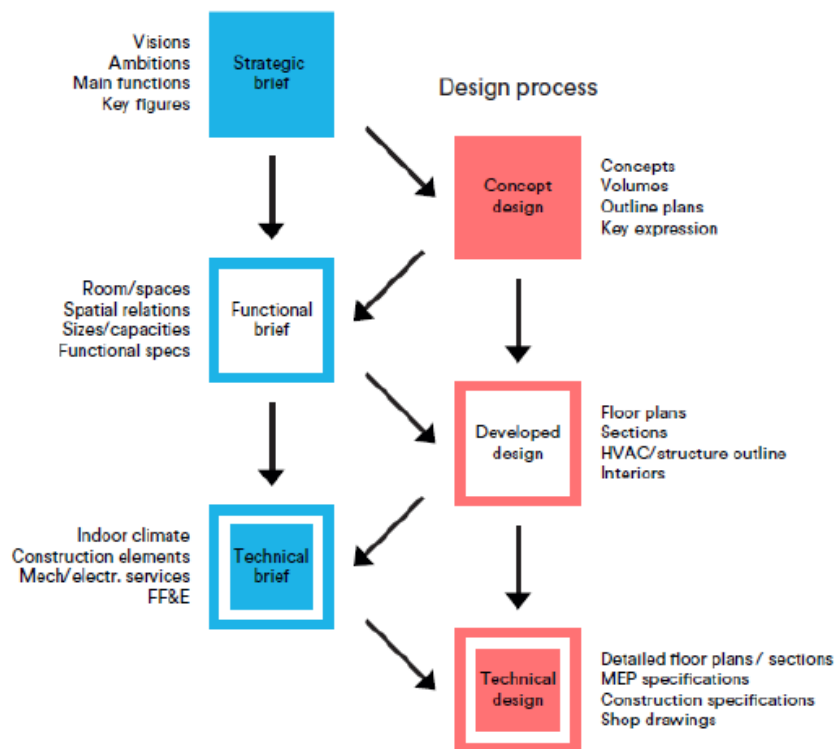 Visions
Ambitions
Main functions
Key figures
Strategic
brief
Design process
Concept
design
Concepts
Volumes
Outline plans
Key expression
Room/spaces
Spatial relations
Sizes/capacities
Functional specs
Functional
brief
Developed
design
Floor plans
Sections
HVAC/structure outline
Interiors
Indoor climate
Construction elements
Mech/electr. services
FF&E
Technical
brief
Technical
design
Detailed floor plans / sections
MEP specifications
Construction specifications
Shop drawings